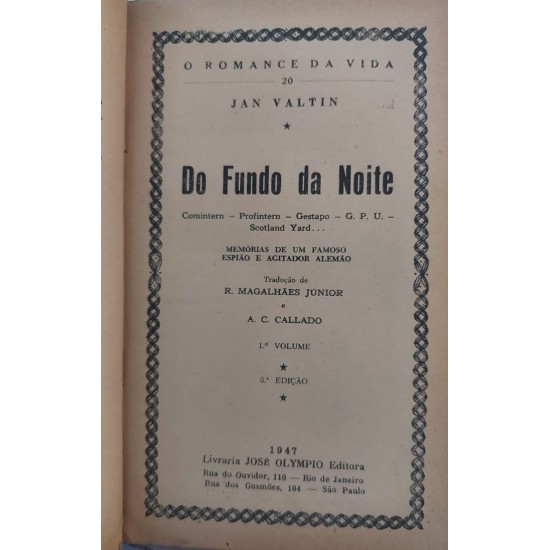 O ROMANCE DA VIDA
20
JAN VALTIN
★
Do Fundo da Noite
Comintern — Profintern — Gestapo — G. P. U. —
Scotland Yard...
MEMÓRIAS DE UM FAMOSO
ESPIÃO E AGITADOR ALEMÃO
Tradução de
R. MAGALHÃES JÚNIOR
e
A. C. CALLADO
1.º VOLUME
★
3.ª EDIÇÃO
★
1947
Livraria JOSÉ OLYMPIO Editora
Rua do Ouvidor, 110 — Rio de Janeiro
Rua dos Gusmões, 104 — São Paulo